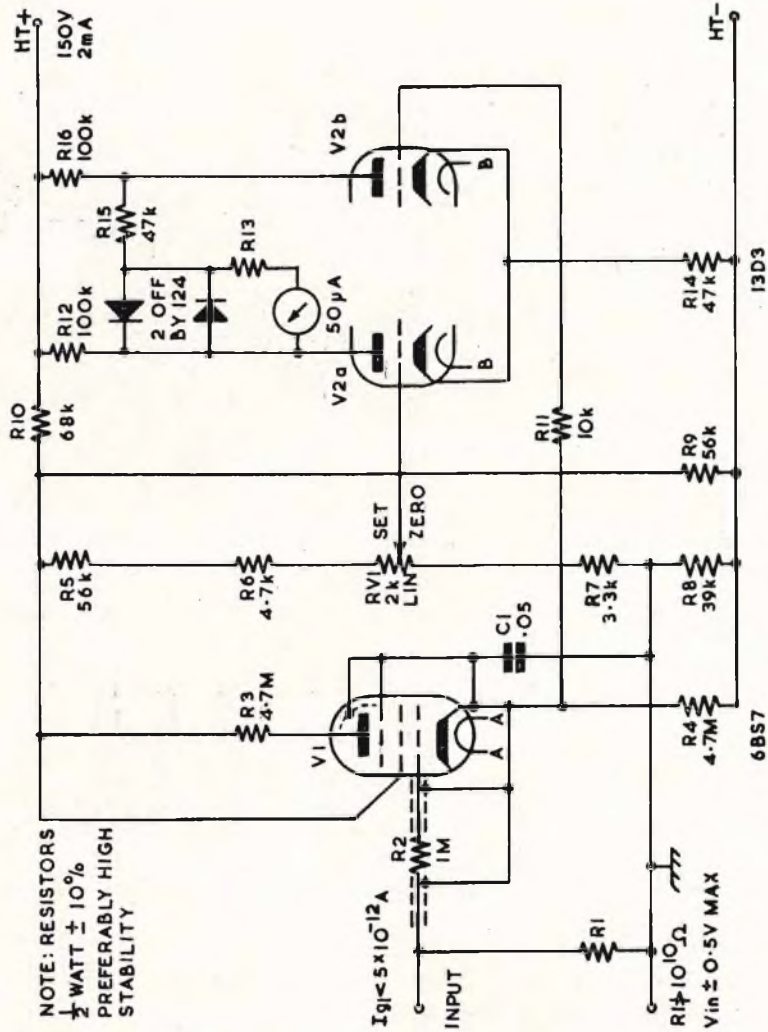 NOTE: RESISTORS
½ WATT ± 10%
PREFERABLY HIGH
STABILITY
HT+
150V
2mA
R10
68k
R12
100k
R16
100k
R15
47k
2 OFF
BY 124
R13
50µA
R5
56k
R6
4·7k
RV1
2k
LIN
SET
ZERO
R3
4·7M
V1
V2a
V2b
B
B
B
B
A
A
R2
1M
Ig1<5×10⁻¹²A
INPUT
C1
·05
R11
10k
R7
3·3k
R8
39k
R9
56k
R14
47k
R4
4·7M
R1
R1≯10¹⁰Ω
Vin ± 0·5V MAX
6BS7
13D3
HT-